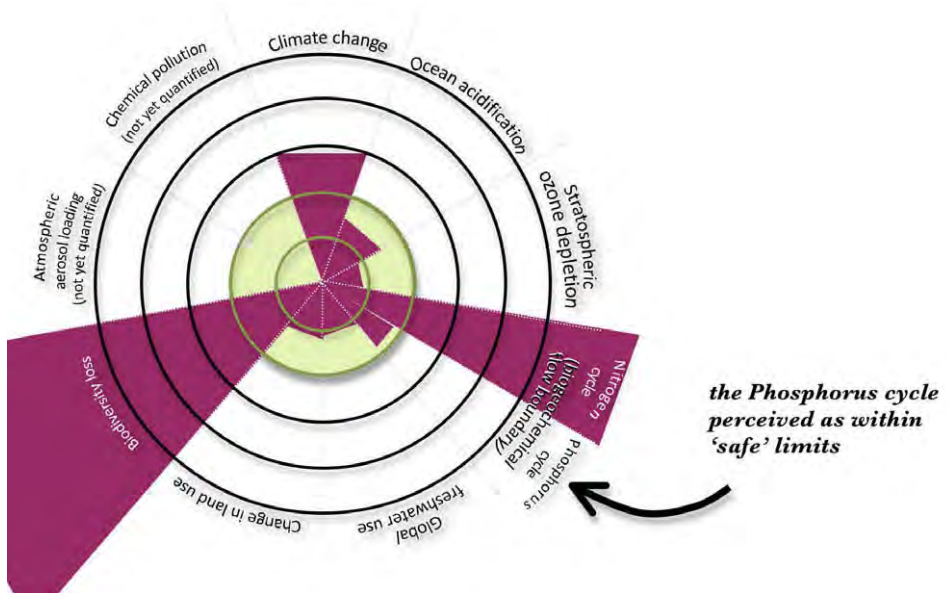 Climate change
Ocean acidification
Stratospheric
ozone depletion
Nitrogen
cycle
(biogeochemical
flow boundary)
Phosphorus
cycle
Global
freshwater use
Change in land use
Biodiversity loss
Atmospheric
aerosol loading
(not yet quantified)
Chemical pollution
(not yet quantified)
the Phosphorus cycle
perceived as within
‘safe’ limits